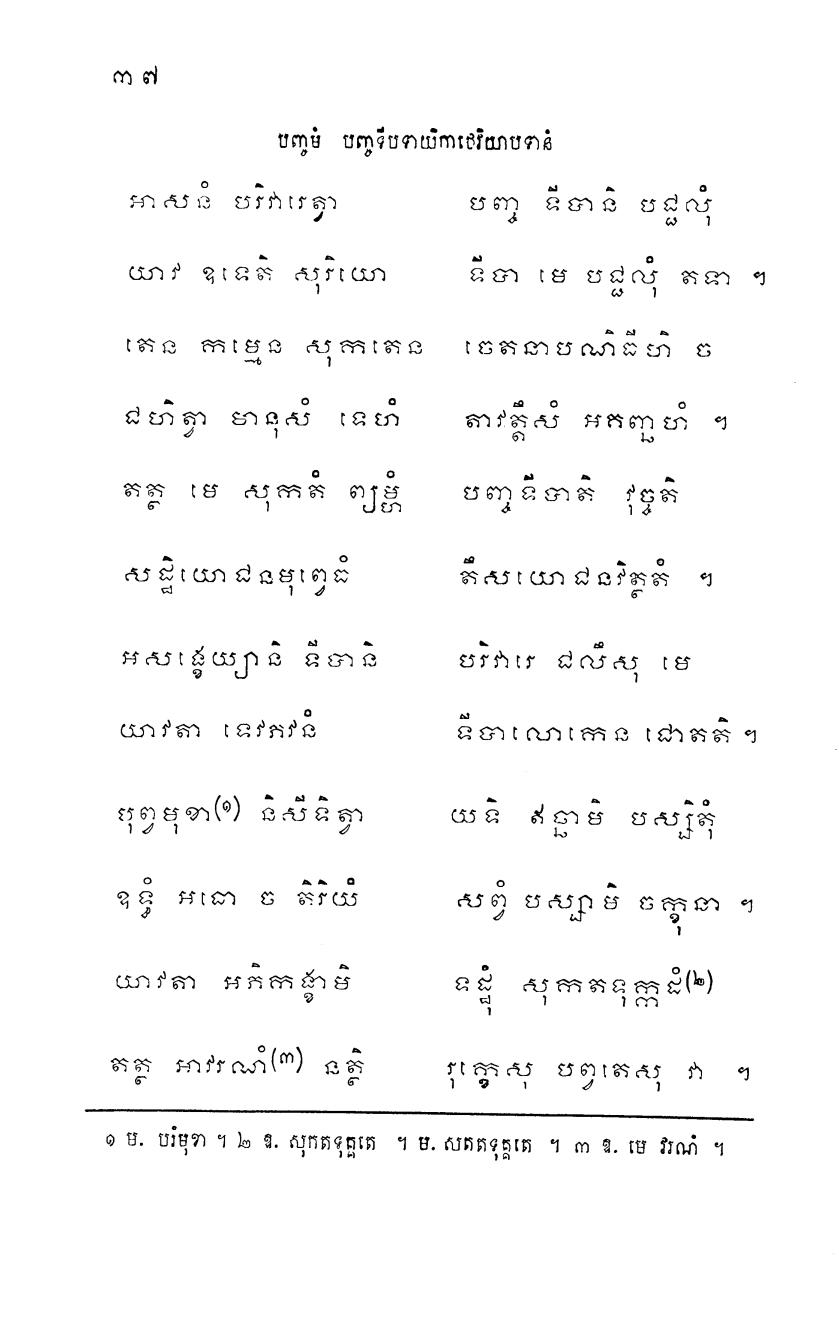 ៣៧
បញ្ចមំ បញ្ចទីបទាយិកាថេរិយាបទានំ
អាសនំ បរិវារេត្វា បញ្ច ទីបានិ បជ្ជលុំ
យាវ ឧទេតិ សុរិយោ ទីបា មេ បជ្ជលុំ តទា ។
តេន កម្មេន សុកតេន ចេតនាបណិធីហិ ច
ជហិត្វា មានុសំ ទេហំ តាវត្តឹសំ អគញ្ឆហំ ។
តត្ថ មេ សុកតំ ព្យម្ហំ បញ្ចទីបាតិ វុច្ចតិ
សដ្ឋិយោជនមុព្វេធំ តឹសយោជនវិត្ថតំ ។
អសង្ខេយ្យានិ ទីបានិ បរិវារេ ជលឹសុ មេ
យាវតា ទេវភវនំ ទីបាលោកេន ជោតតិ ។
បុព្វមុខា(១) និសីទិត្វា យទិ ឥច្ឆាមិ បស្សិតុំ
ឧទ្ធំ អធោ ច តិរិយំ សព្វំ បស្សាមិ ចក្ខុនា ។
យាវតា អភិកង្ខាមិ ទដ្ឋុំ សុកតទុក្កដំ(២)
តត្ថ អាវរណំ(៣) នត្ថិ រុក្ខេសុ បព្វតេសុ វា ។
១ ម. បរំមុខា ។ ២ ឱ. សុកតទុគ្គតេ ។ ម. សតតទុគ្គតេ ។ ៣ ឱ. មេ វរណំ ។